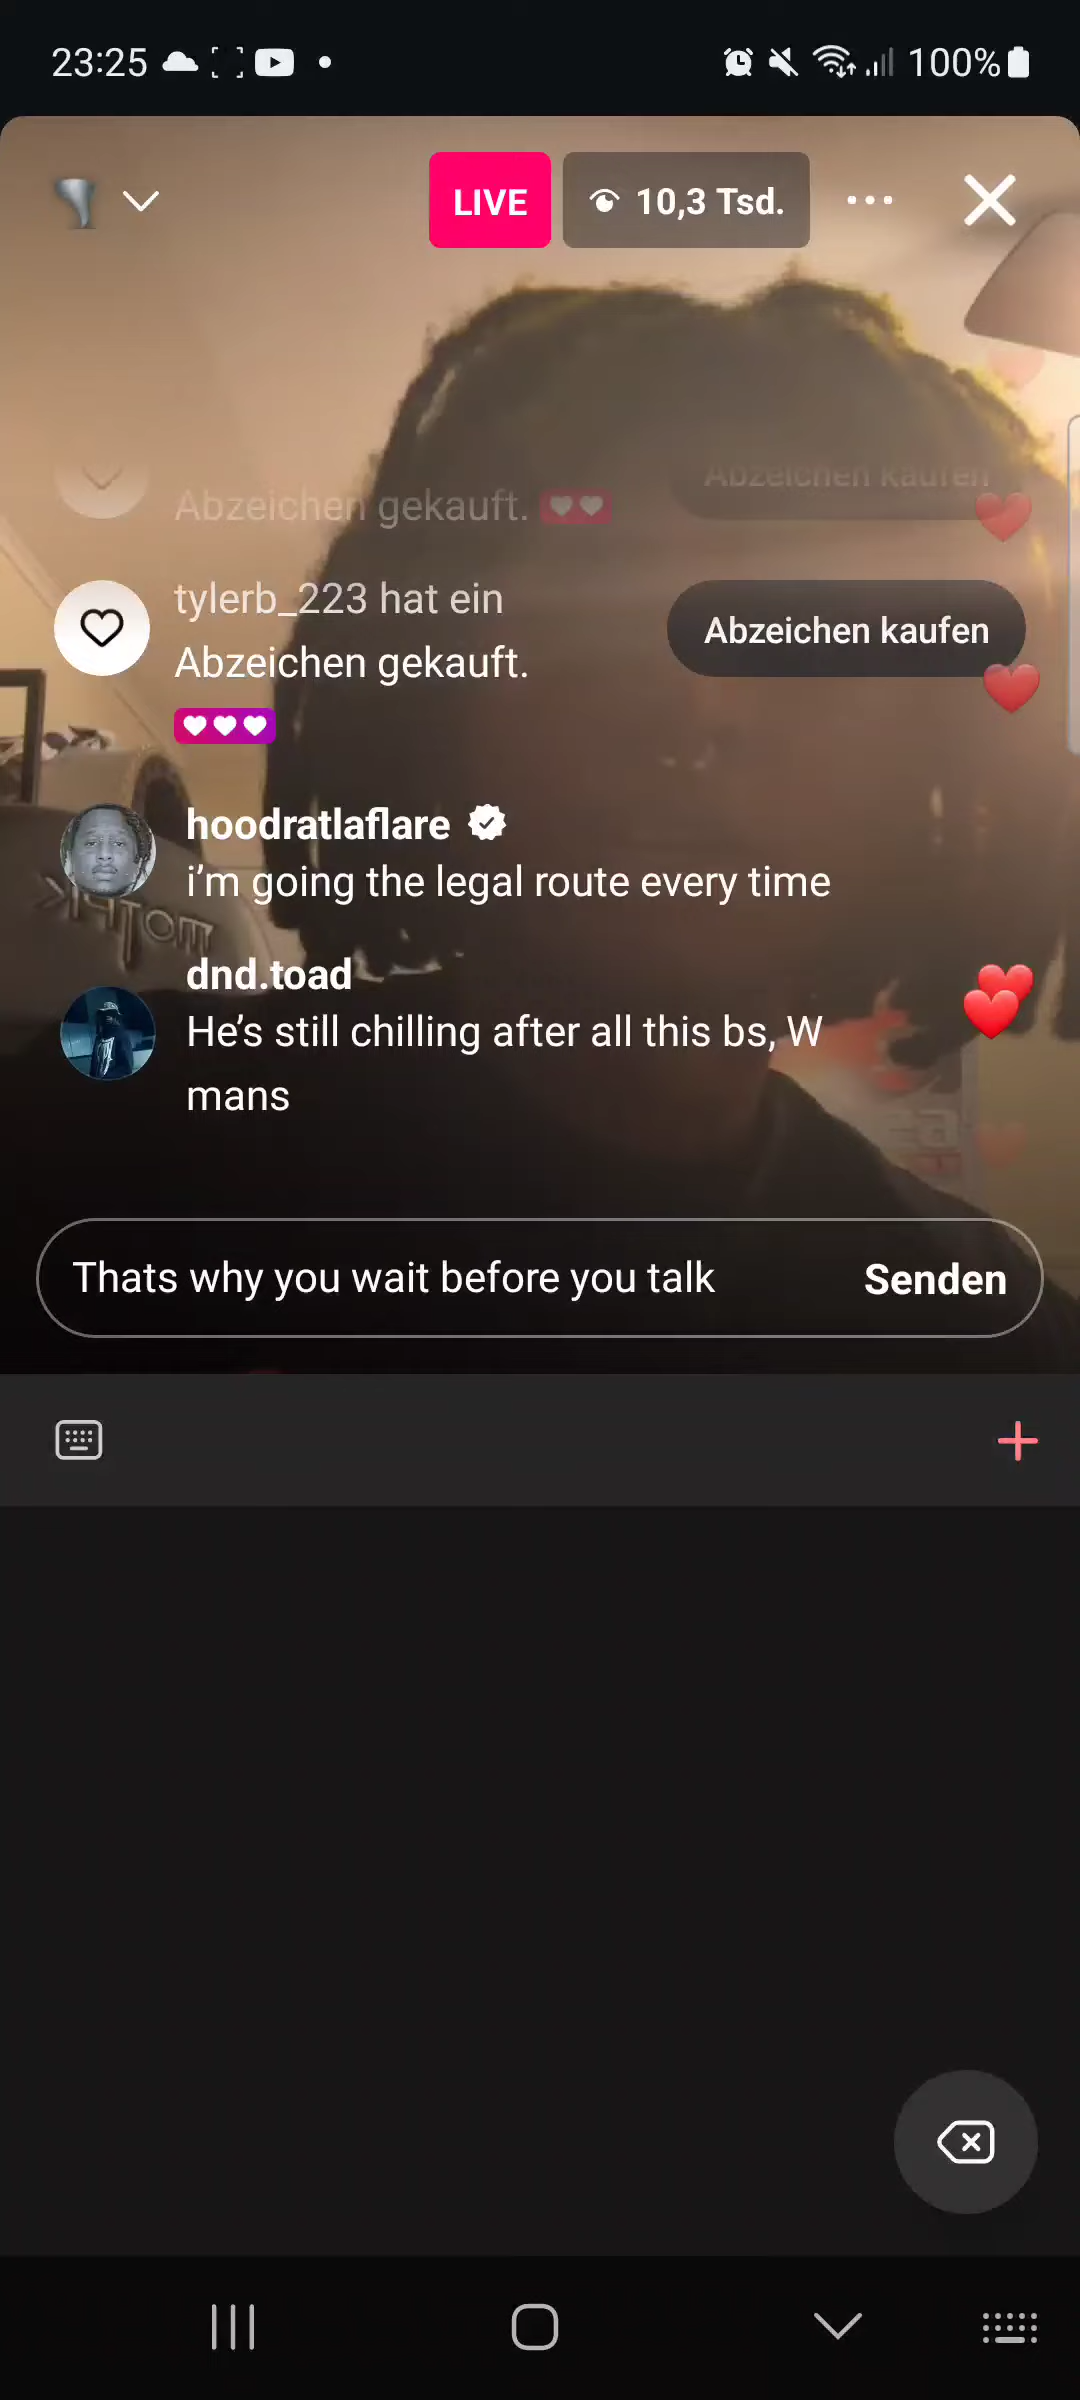 23:25
100%
LIVE
10,3 Tsd.
Abzeichen kaufen
Abzeichen gekauft.
tylerb_223 hat ein
Abzeichen gekauft.
Abzeichen kaufen
hoodratlaflare
i’m going the legal route every time
dnd.toad
He’s still chilling after all this bs, W
mans
Thats why you wait before you talk
Senden